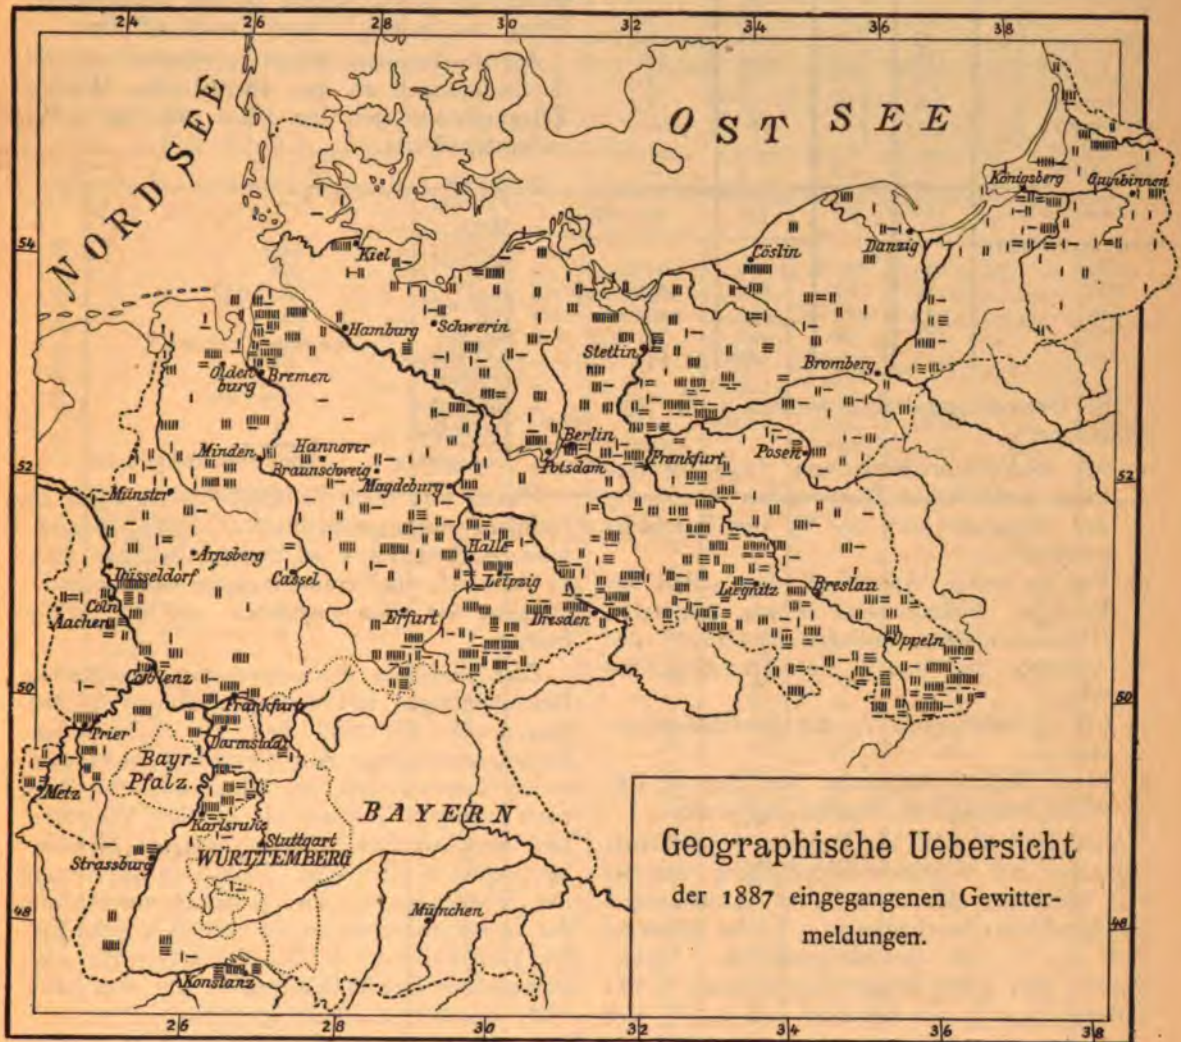 24 26 28 30 32 34 36 38
NORDSEE
OST SEE
Königsberg
Gumbinnen
54
Kiel
Cöslin
Danzig
Hamburg
Schwerin
Stettin
Olden
burg
Bremen
Bromberg
Minden
Hannover
Braunschweig
Berlin
Potsdam
Frankfurt
Posen
52
52
Münster
Magdeburg
Arnsberg
Düsseldorf
Cassel
Halle
Leipzig
Liegnitz
Breslau
Cöln
Aachen
Erfurt
Dresden
Oppeln
Coblenz
50
50
Frankfurt
Trier
Darmstadt
Bayr.
Pfalz.
Metz
BAYERN
Karlsruhe
Stuttgart
WÜRTTEMBERG
Strassburg
Geographische Uebersicht
der 1887 eingegangenen Gewitter-
meldungen.
48
München
48
Konstanz
26 28 30 32 34 36 38